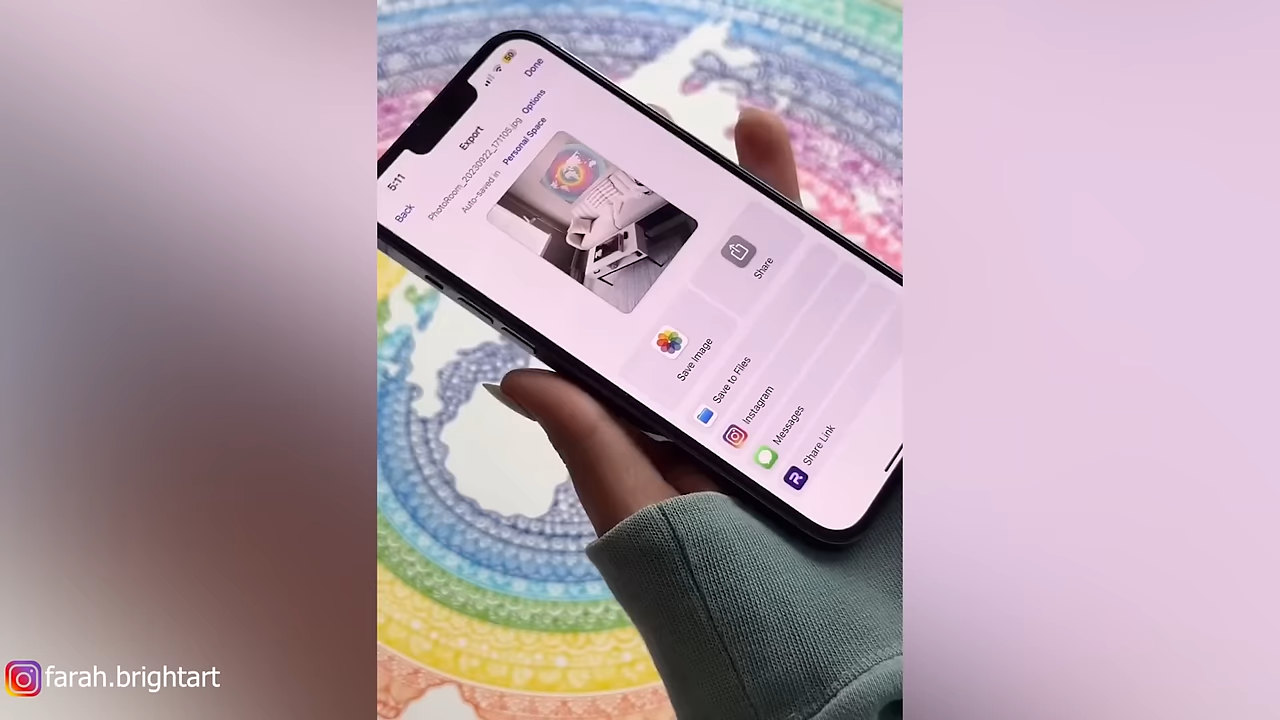 5:11
50
Back
Export
Done
PhotoRoom_20230922_171105.jpg
Options
Auto-saved in Personal Space
Save Image
Share
Save to Files
Instagram
Messages
Share Link
farah.brightart